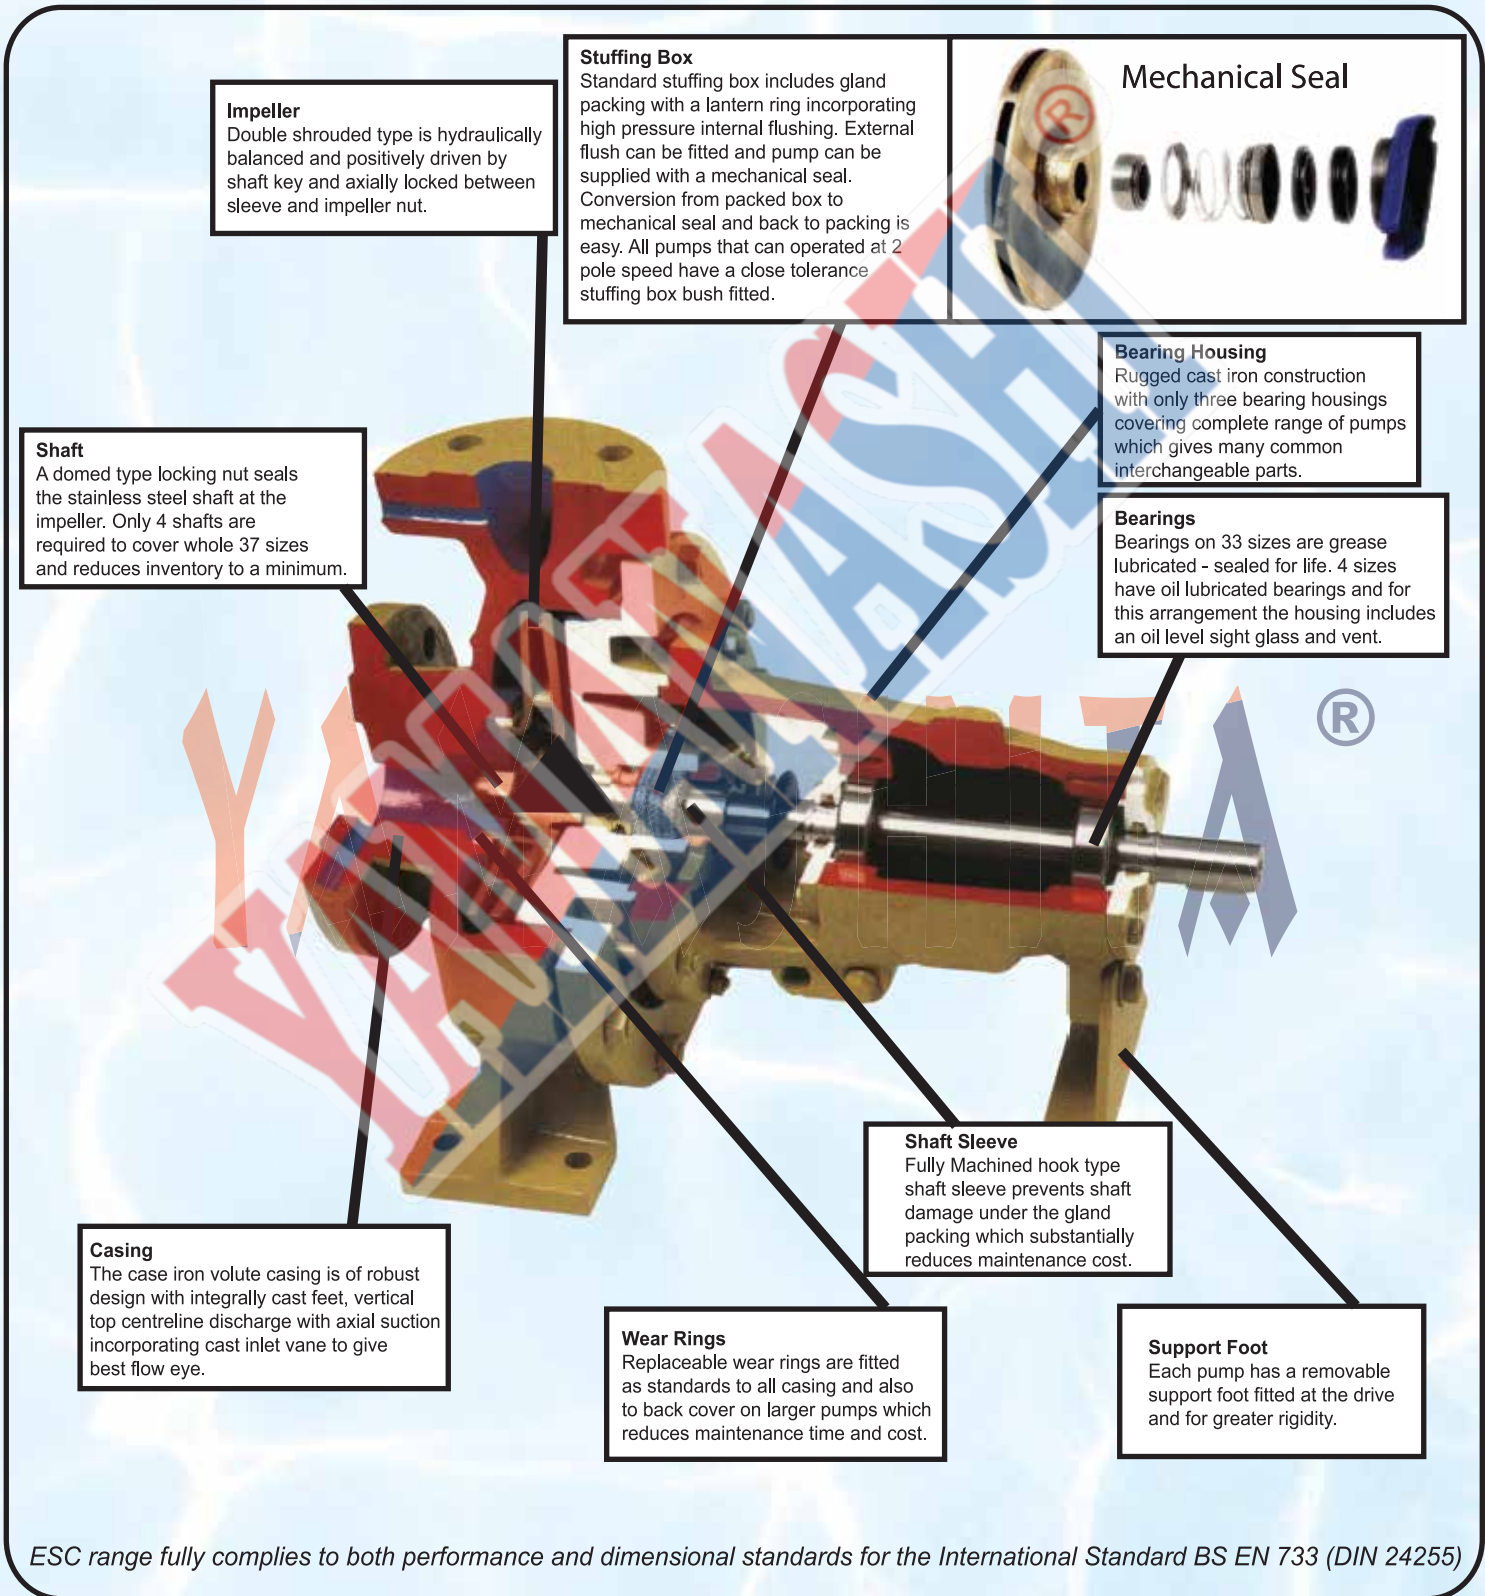 Stuffing Box
Standard stuffing box includes gland
packing with a lantern ring incorporating
high pressure internal flushing. External
flush can be fitted and pump can be
supplied with a mechanical seal.
Conversion from packed box to
mechanical seal and back to packing is
easy. All pumps that can operated at 2
pole speed have a close tolerance
stuffing box bush fitted.
Mechanical Seal
®
Impeller
Double shrouded type is hydraulically
balanced and positively driven by
shaft key and axially locked between
sleeve and impeller nut.
Bearing Housing
Rugged cast iron construction
with only three bearing housings
covering complete range of pumps
which gives many common
interchangeable parts.
Shaft
A domed type locking nut seals
the stainless steel shaft at the
impeller. Only 4 shafts are
required to cover whole 37 sizes
and reduces inventory to a minimum.
Bearings
Bearings on 33 sizes are grease
lubricated - sealed for life. 4 sizes
have oil lubricated bearings and for
this arrangement the housing includes
an oil level sight glass and vent.
®
Shaft Sleeve
Fully Machined hook type
shaft sleeve prevents shaft
damage under the gland
packing which substantially
reduces maintenance cost.
Casing
The case iron volute casing is of robust
design with integrally cast feet, vertical
top centreline discharge with axial suction
incorporating cast inlet vane to give
best flow eye.
Wear Rings
Replaceable wear rings are fitted
as standards to all casing and also
to back cover on larger pumps which
reduces maintenance time and cost.
Support Foot
Each pump has a removable
support foot fitted at the drive
and for greater rigidity.
ESC range fully complies to both performance and dimensional standards for the International Standard BS EN 733 (DIN 24255)